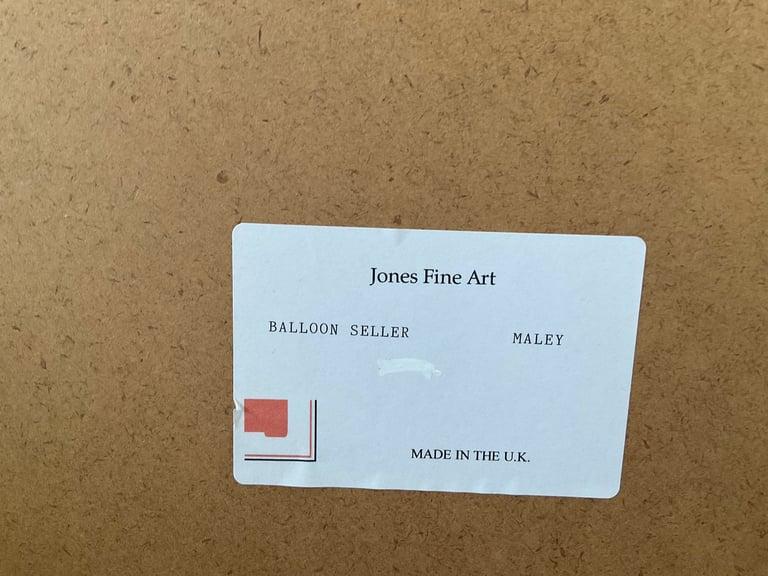 Jones Fine Art
BALLOON SELLER MALEY
MADE IN THE U.K.